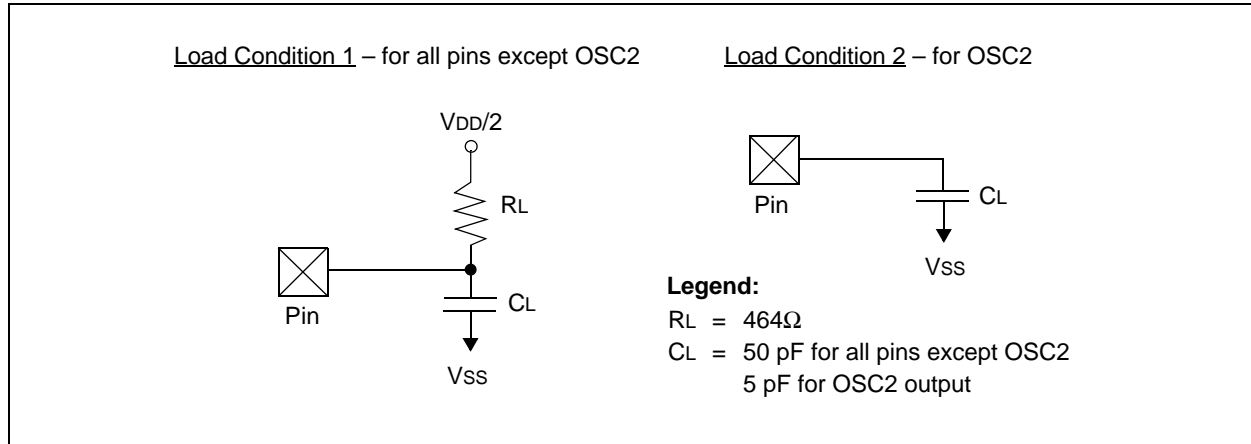 Load Condition 1 – for all pins except OSC2
VDD/2
RL
Pin
CL
VSS
Load Condition 2 – for OSC2
Pin
CL
VSS
Legend:
RL = 464Ω
CL = 50 pF for all pins except OSC2
5 pF for OSC2 output